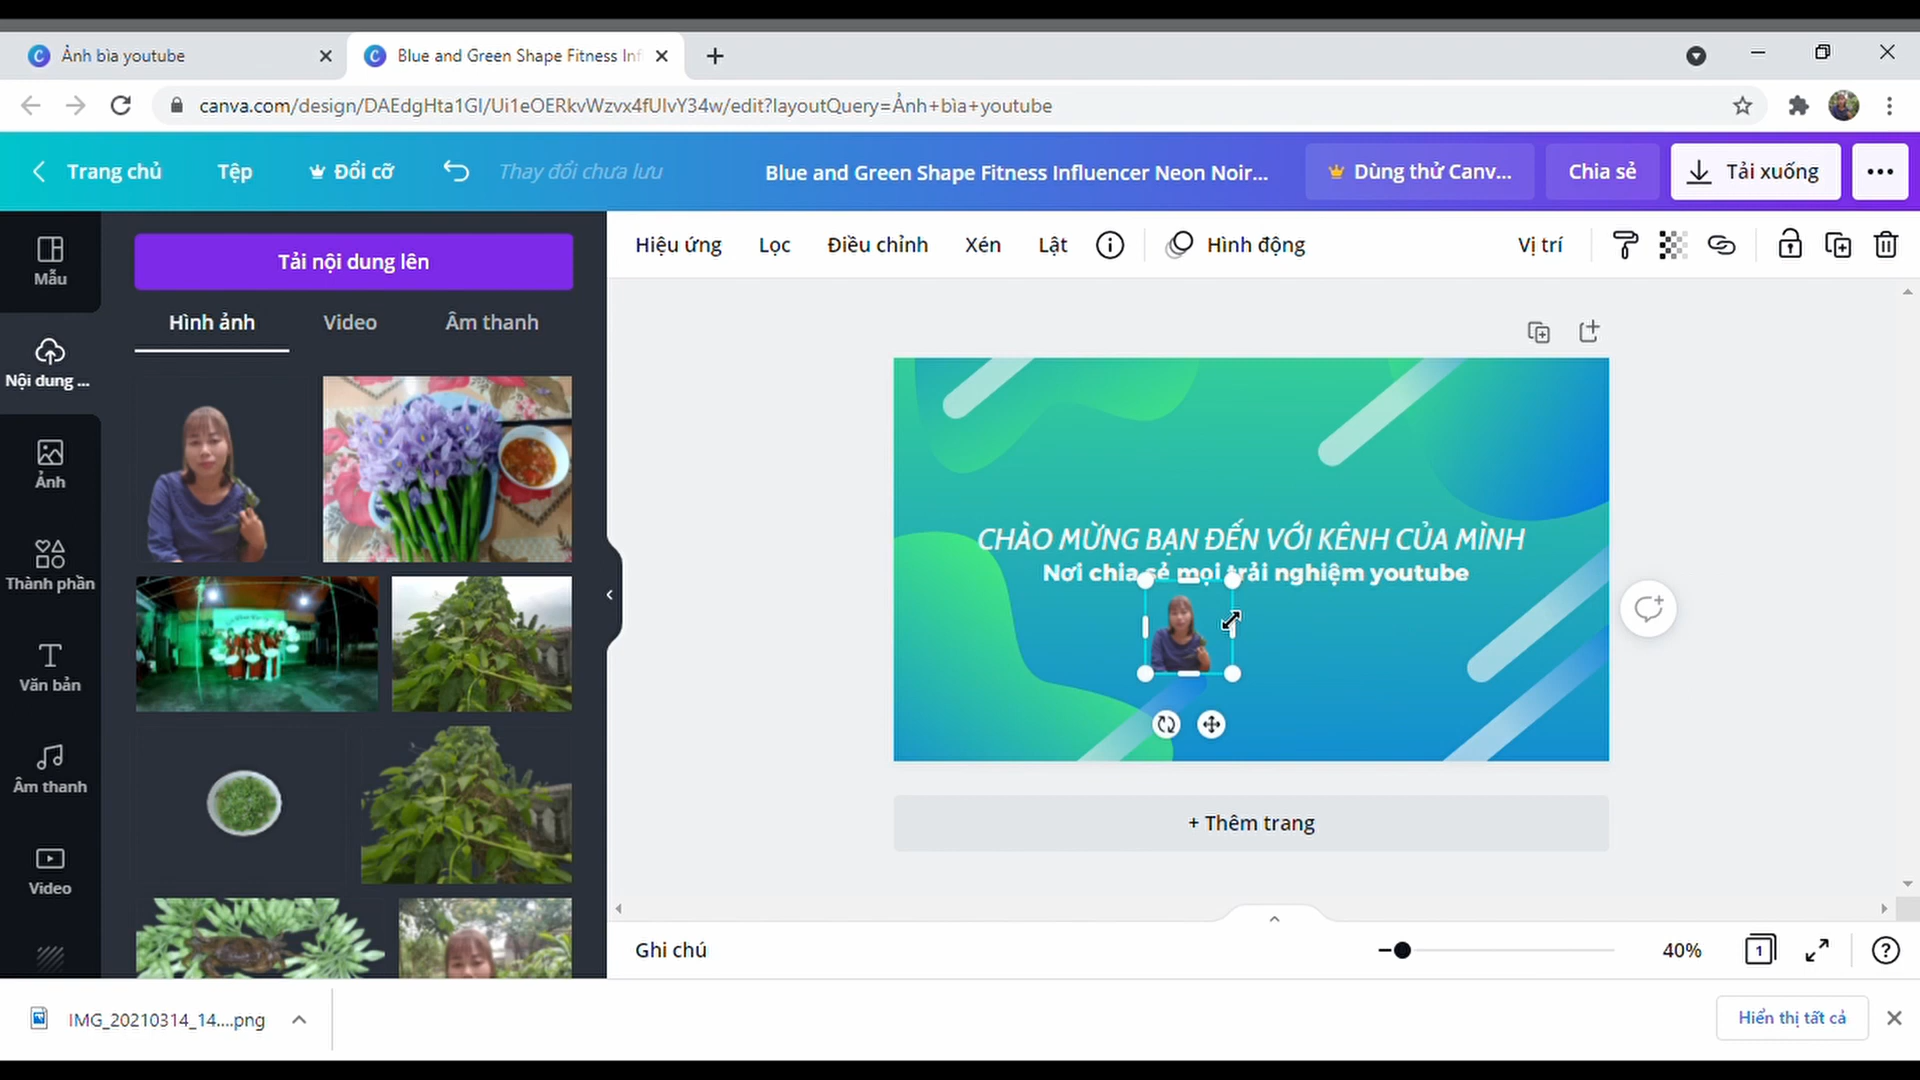 Ảnh bìa youtube
Blue and Green Shape Fitness Inf
canva.com/design/DAEdgHta1GI/Ui1eOERkvWzvx4fUIvY34w/edit?layoutQuery=Ảnh+bìa+youtube
Trang chủ
Tệp
Đổi cỡ
Thay đổi chưa lưu
Blue and Green Shape Fitness Influencer Neon Noir...
Dùng thử Canv...
Chia sẻ
Tải xuống
Mẫu
Nội dung ...
Ảnh
Thành phần
Văn bản
Âm thanh
Video
Tải nội dung lên
Hình ảnh
Video
Âm thanh
Hiệu ứng
Lọc
Điều chỉnh
Xén
Lật
Hình động
Vị trí
CHÀO MỪNG BẠN ĐẾN VỚI KÊNH CỦA MÌNH
Nơi chia sẻ mọi trải nghiệm youtube
+ Thêm trang
Ghi chú
40%
1
IMG_20210314_14....png
Hiển thị tất cả